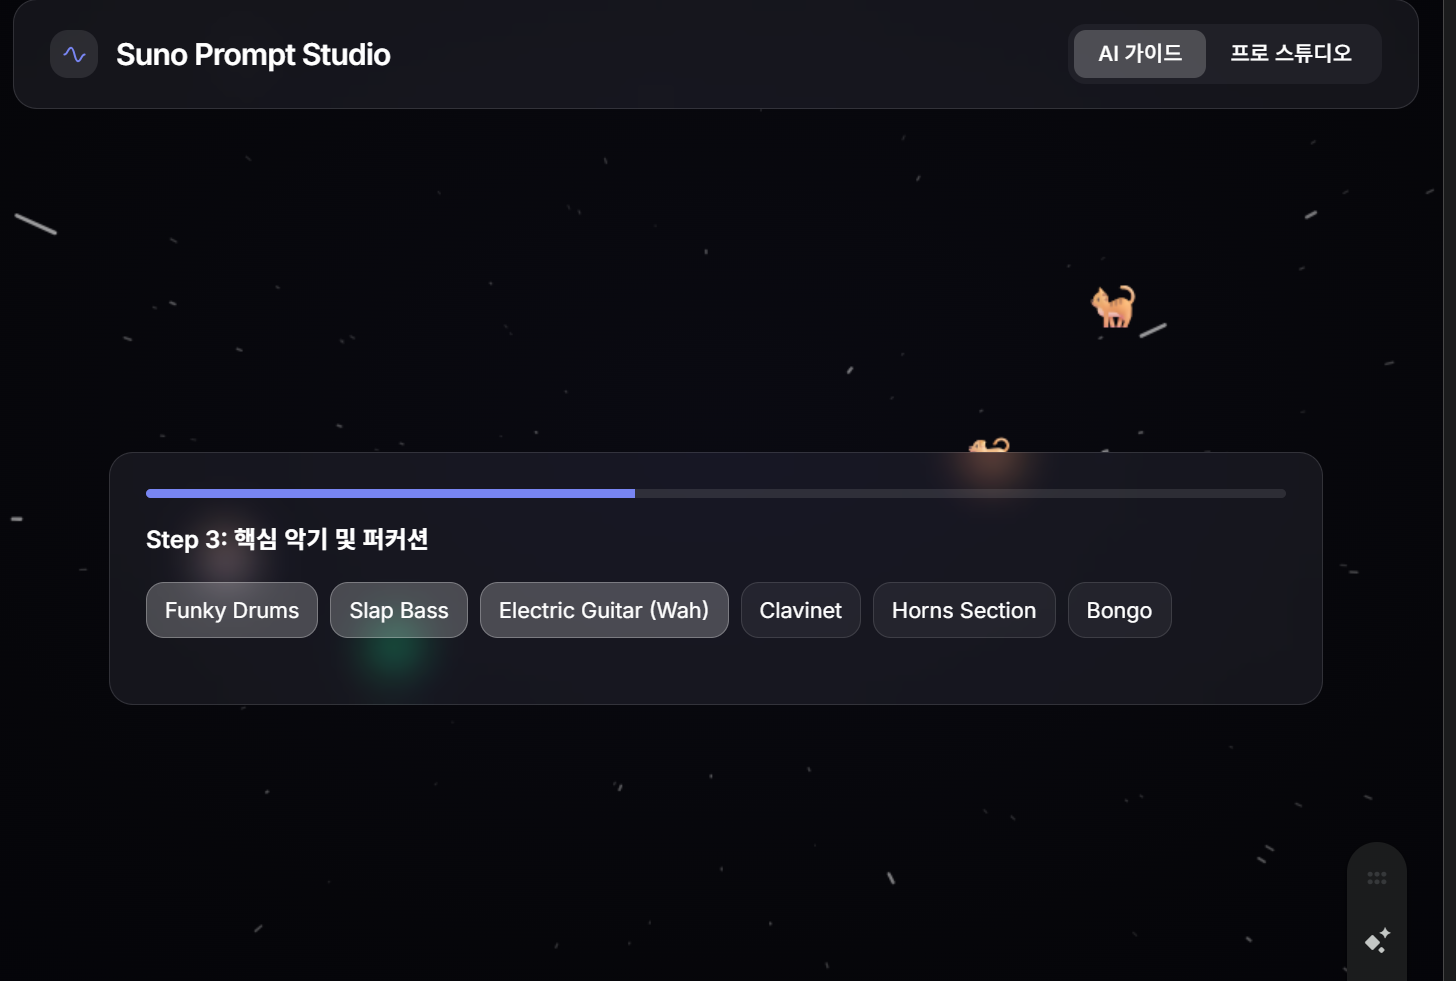 Suno Prompt Studio
AI 가이드
프로 스튜디오
Step 3: 핵심 악기 및 퍼커션
Funky Drums
Slap Bass
Electric Guitar (Wah)
Clavinet
Horns Section
Bongo